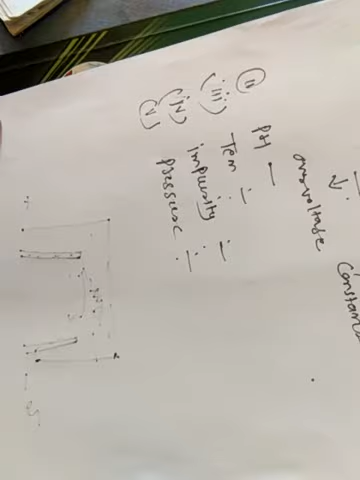 Constant
↓
overvoltage
(ii) PH —
(iii) Tem :-
(iv) impurity :-
(v) pressure :-